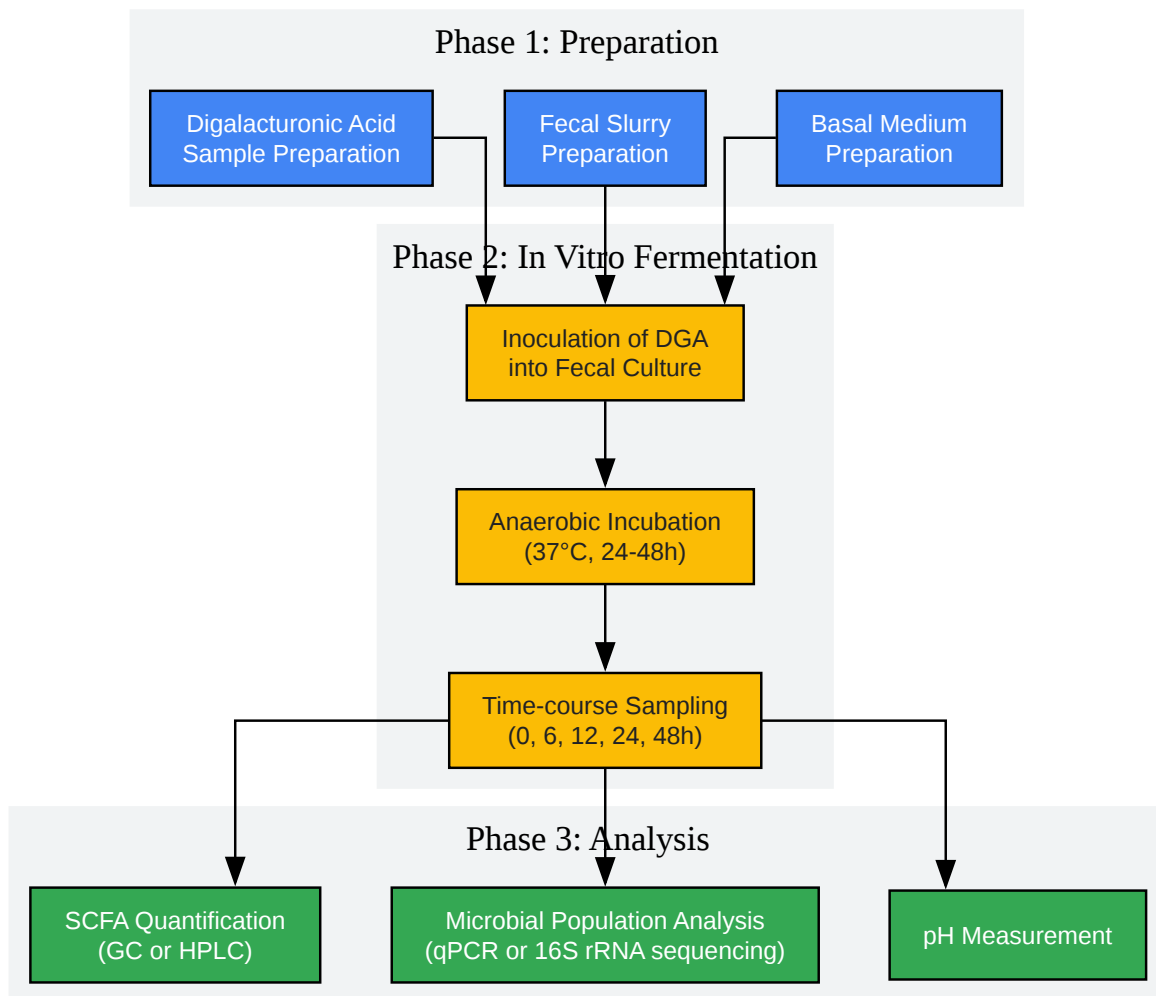 Phase 1: Preparation
Digalacturonic Acid
Sample Preparation
Fecal Slurry
Preparation
Basal Medium
Preparation
Phase 2: In Vitro Fermentation
Inoculation of DGA
into Fecal Culture
Anaerobic Incubation
(37°C, 24-48h)
Time-course Sampling
(0, 6, 12, 24, 48h)
Phase 3: Analysis
SCFA Quantification
(GC or HPLC)
Microbial Population Analysis
(qPCR or 16S rRNA sequencing)
pH Measurement